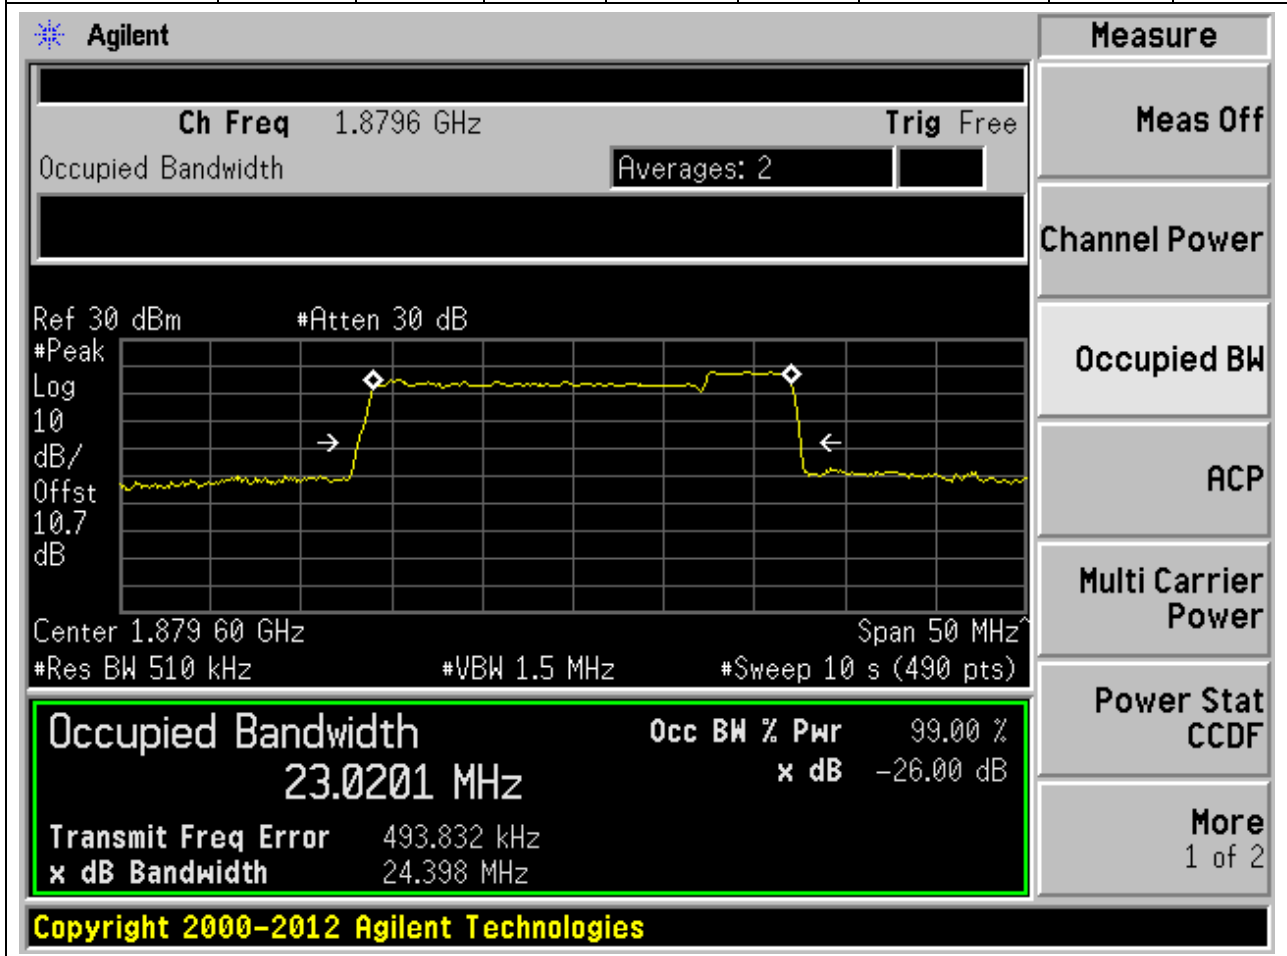 Agilent
Measure
Ch Freq 1.8796 GHz Trig Free
Occupied Bandwidth Averages: 2
Meas Off
Channel Power
Occupied BW
ACP
Multi Carrier
Power
Power Stat
CCDF
More
1 of 2
Ref 30 dBm #Atten 30 dB
#Peak
Log
10
dB/
Offst
10.7
dB
Center 1.879 60 GHz Span 50 MHz^
#Res BW 510 kHz #VBW 1.5 MHz #Sweep 10 s (490 pts)
Occupied Bandwidth Occ BW % Pwr 99.00 %
23.0201 MHz x dB -26.00 dB
Transmit Freq Error 493.832 kHz
x dB Bandwidth 24.398 MHz
Copyright 2000-2012 Agilent Technologies